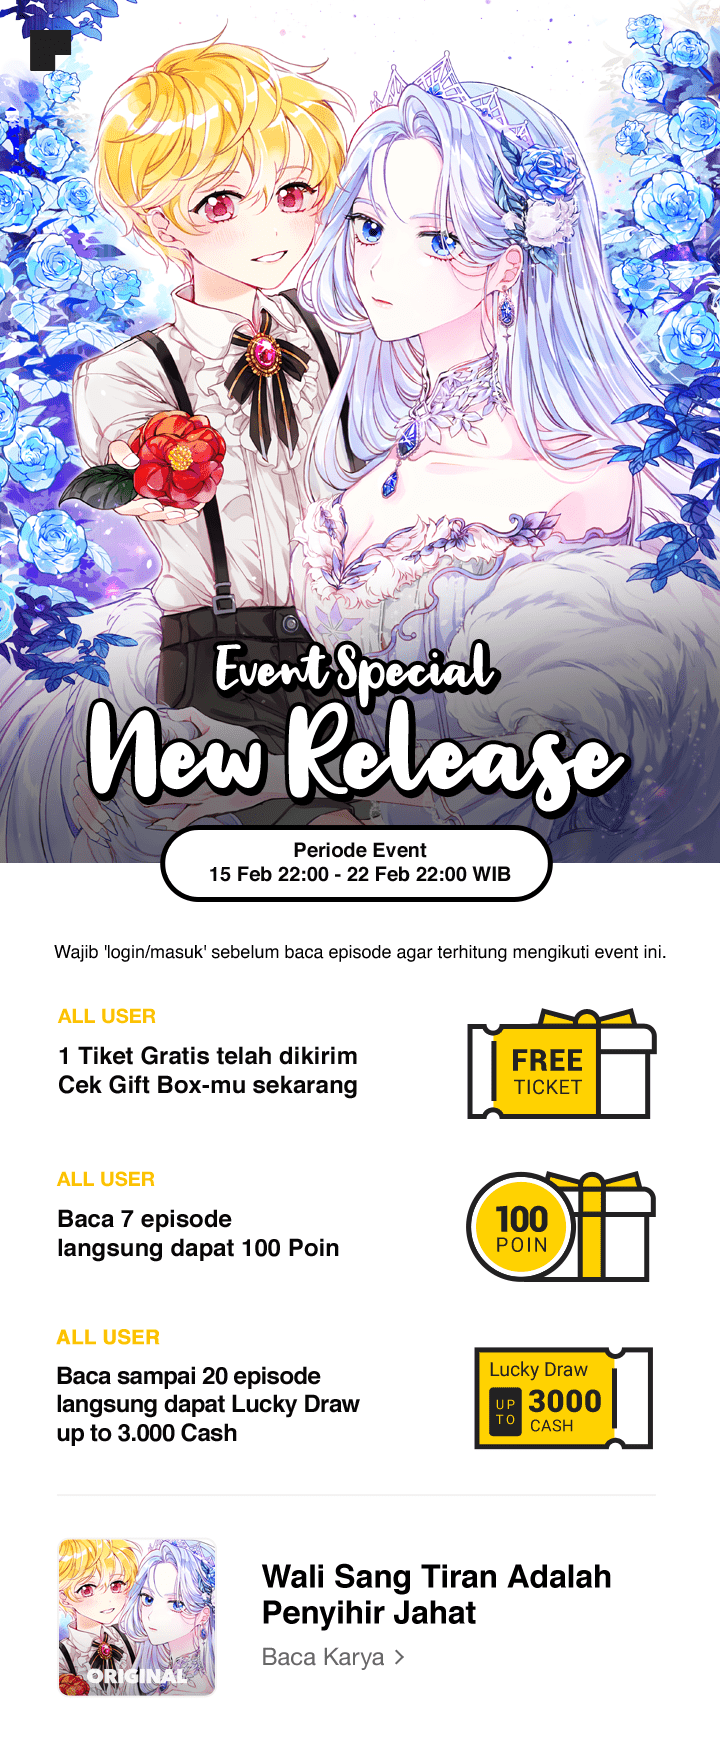 Event Special
New Release
Periode Event
15 Feb 22:00 - 22 Feb 22:00 WIB
Wajib 'login/masuk' sebelum baca episode agar terhitung mengikuti event ini.
ALL USER
1 Tiket Gratis telah dikirim
Cek Gift Box-mu sekarang
FREE
TICKET
ALL USER
Baca 7 episode
langsung dapat 100 Poin
100
POIN
ALL USER
Baca sampai 20 episode
langsung dapat Lucky Draw
up to 3.000 Cash
Lucky Draw
UP TO
3000
CASH
ORIGINAL
Wali Sang Tiran Adalah
Penyihir Jahat
Baca Karya >